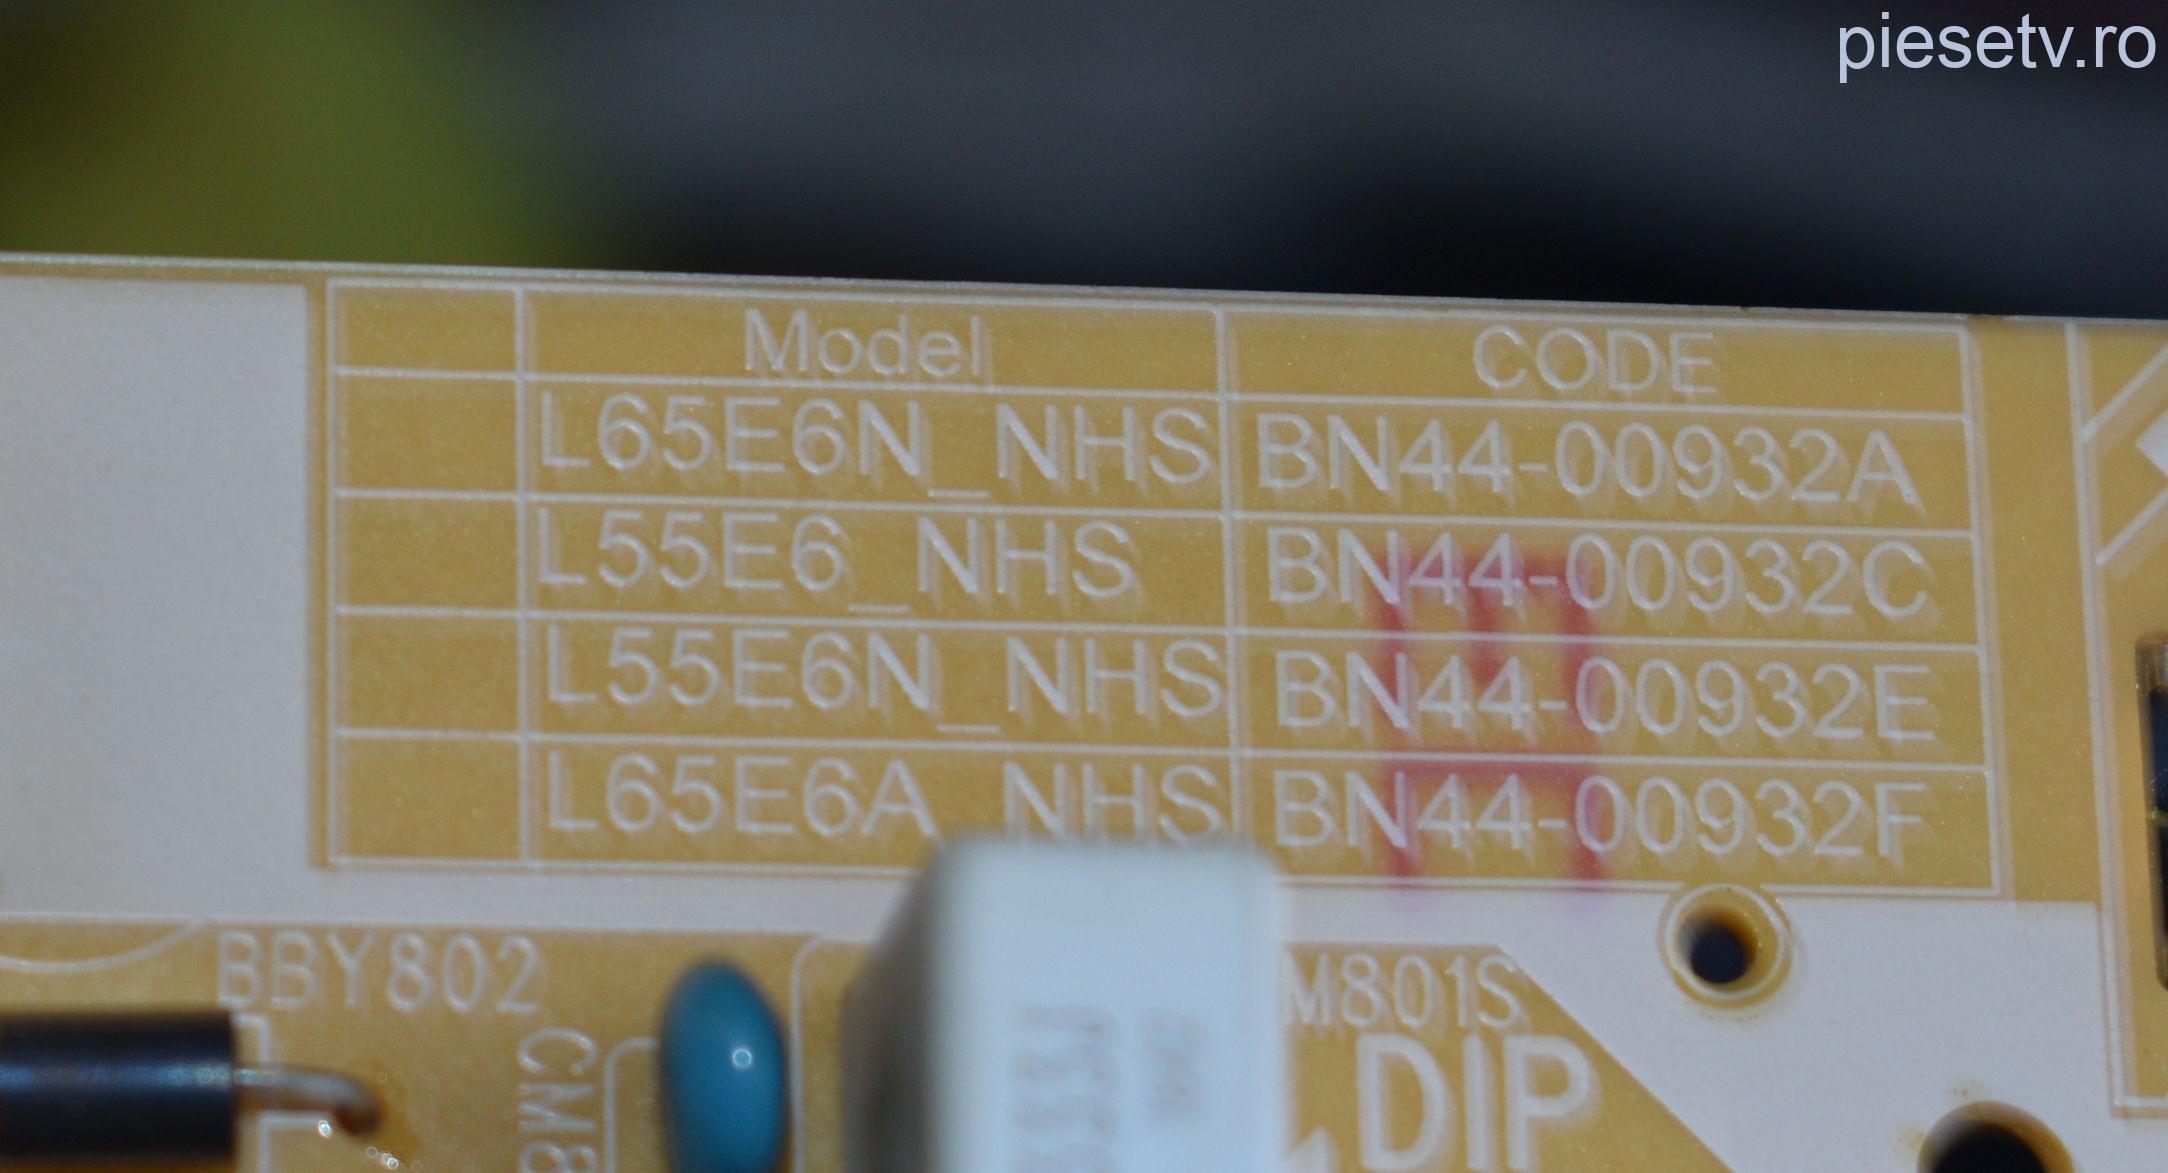 piesetv.ro
Model CODE
L65E6N_NHS BN44-00932A
L55E6_NHS BN44-00932C
L55E6N_NHS BN44-00932E
L65E6A_NHS BN44-00932F
BBY802
CM8
M801S
DIP